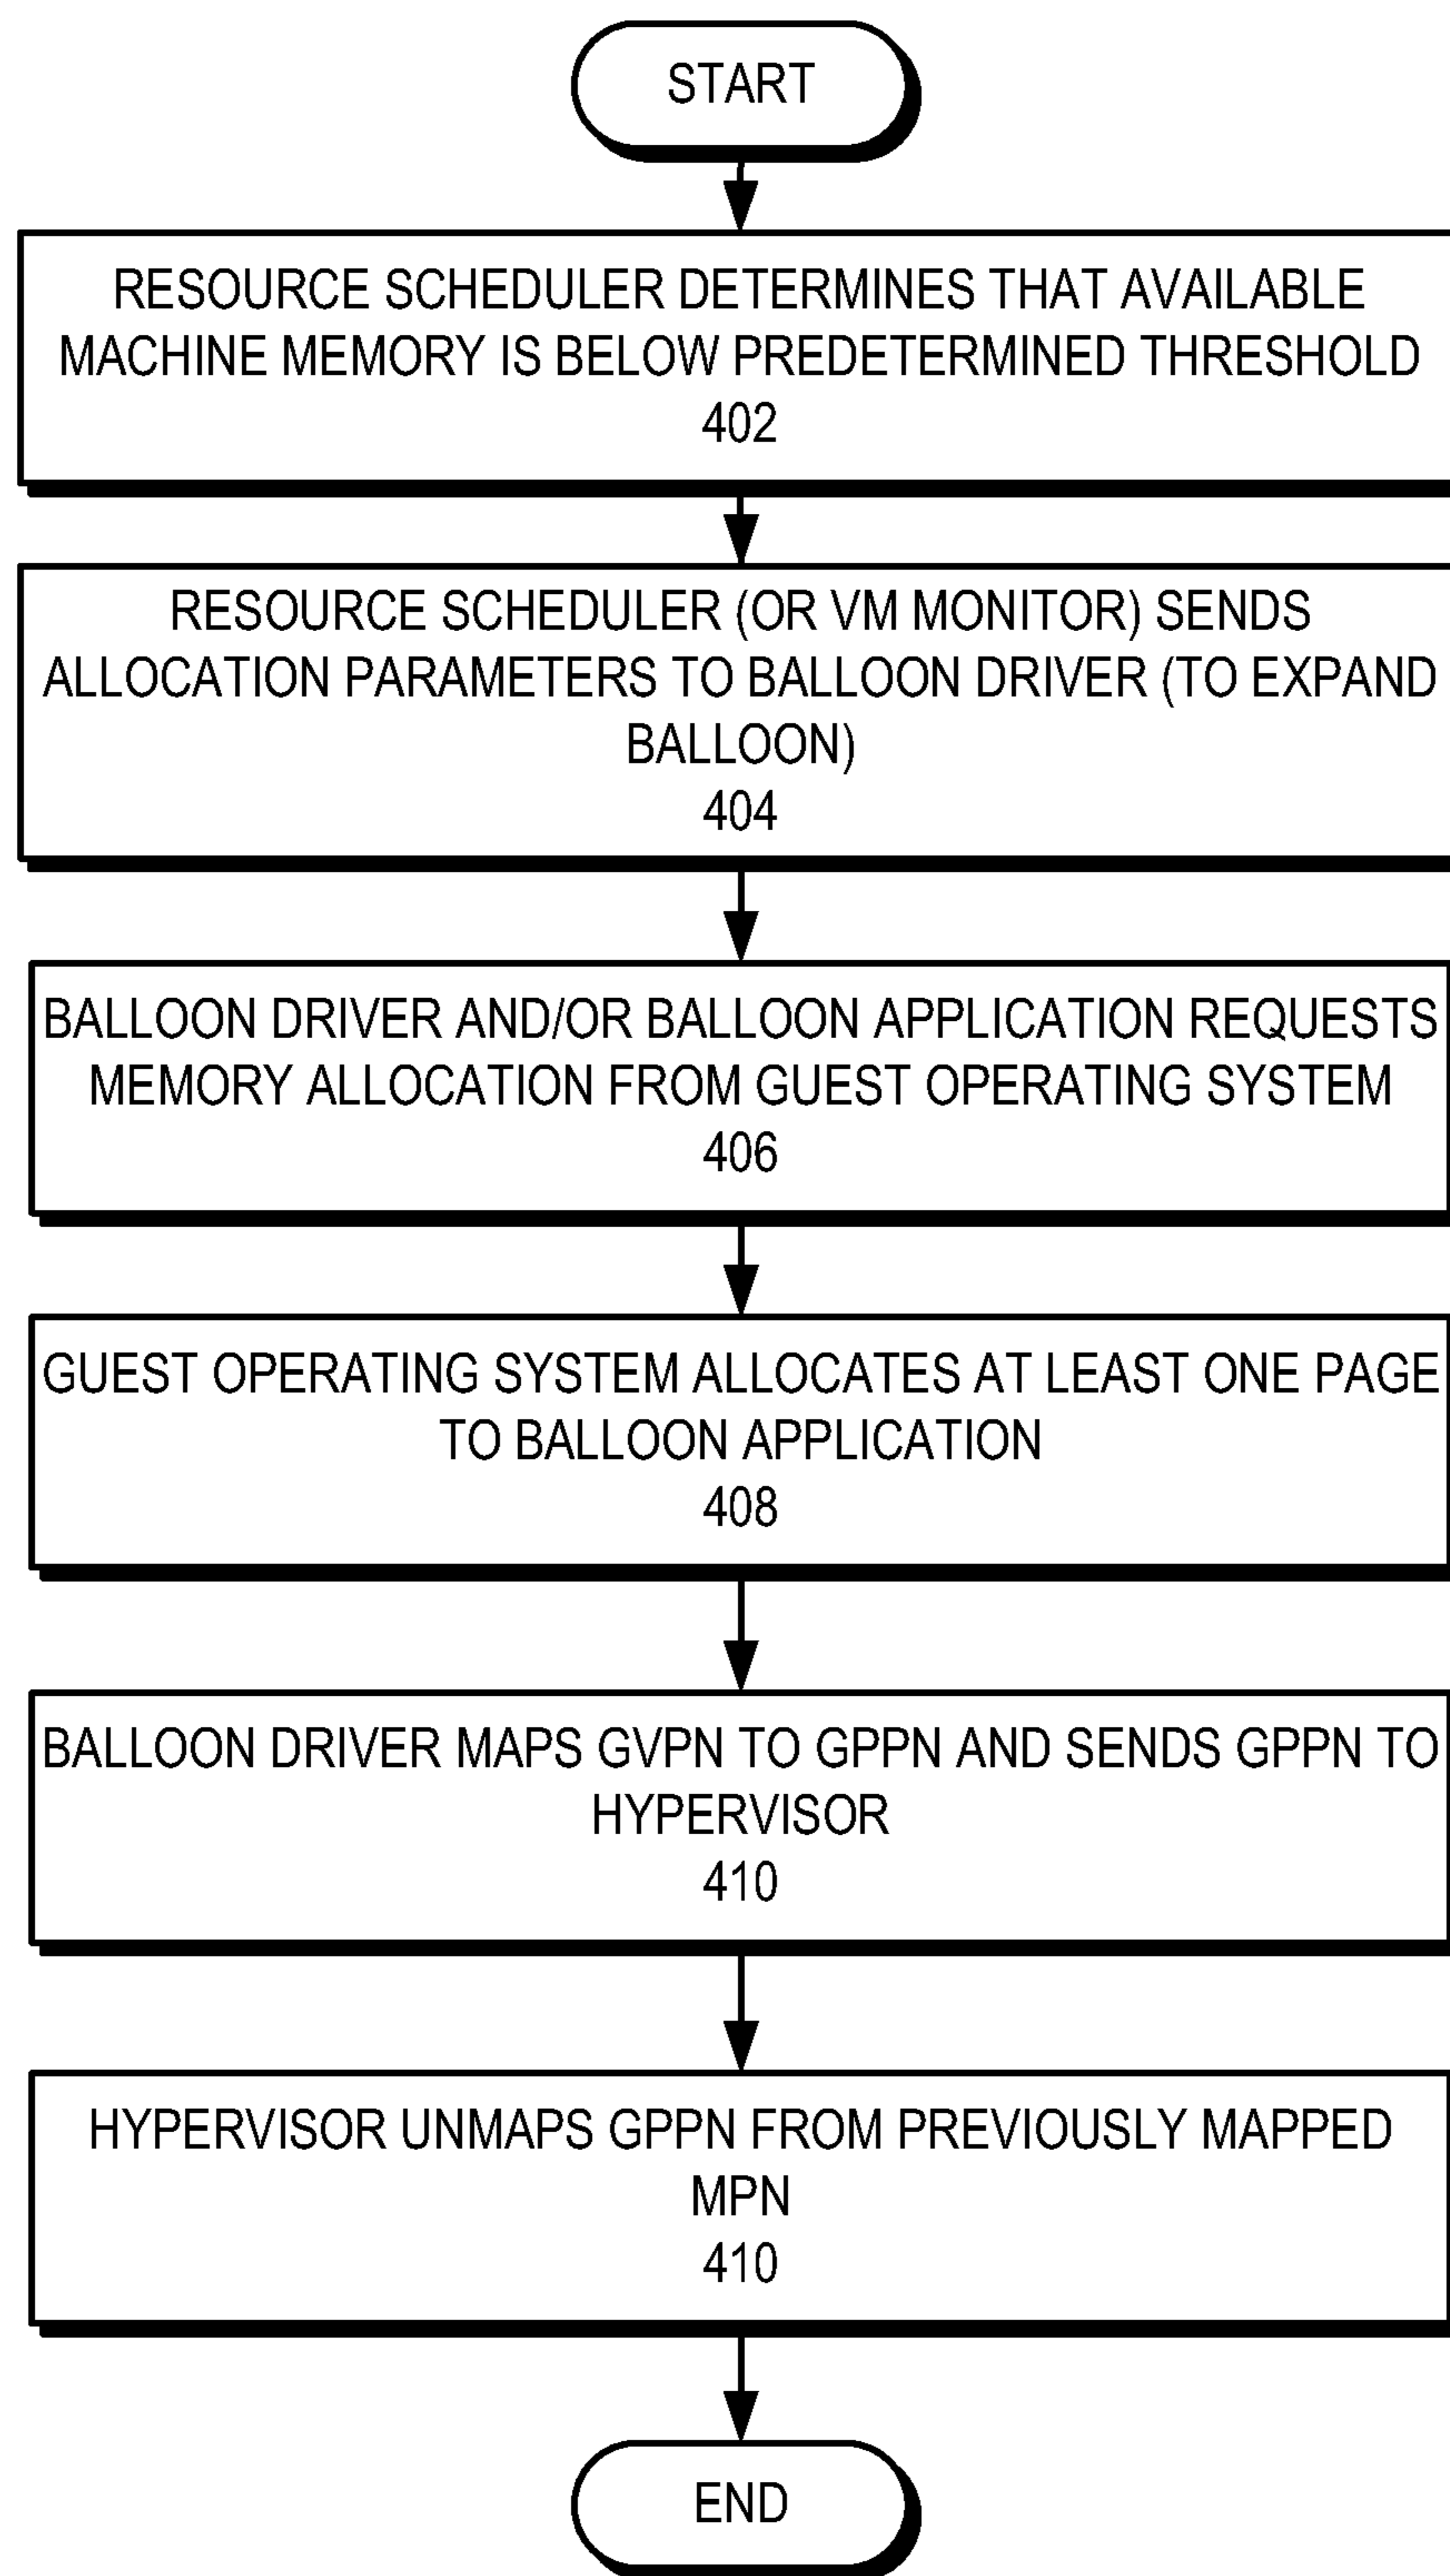 START
RESOURCE SCHEDULER DETERMINES THAT AVAILABLE
MACHINE MEMORY IS BELOW PREDETERMINED THRESHOLD
402
RESOURCE SCHEDULER (OR VM MONITOR) SENDS
ALLOCATION PARAMETERS TO BALLOON DRIVER (TO EXPAND
BALLOON)
404
BALLOON DRIVER AND/OR BALLOON APPLICATION REQUESTS
MEMORY ALLOCATION FROM GUEST OPERATING SYSTEM
406
GUEST OPERATING SYSTEM ALLOCATES AT LEAST ONE PAGE
TO BALLOON APPLICATION
408
BALLOON DRIVER MAPS GVPN TO GPPN AND SENDS GPPN TO
HYPERVISOR
410
HYPERVISOR UNMAPS GPPN FROM PREVIOUSLY MAPPED
MPN
410
END